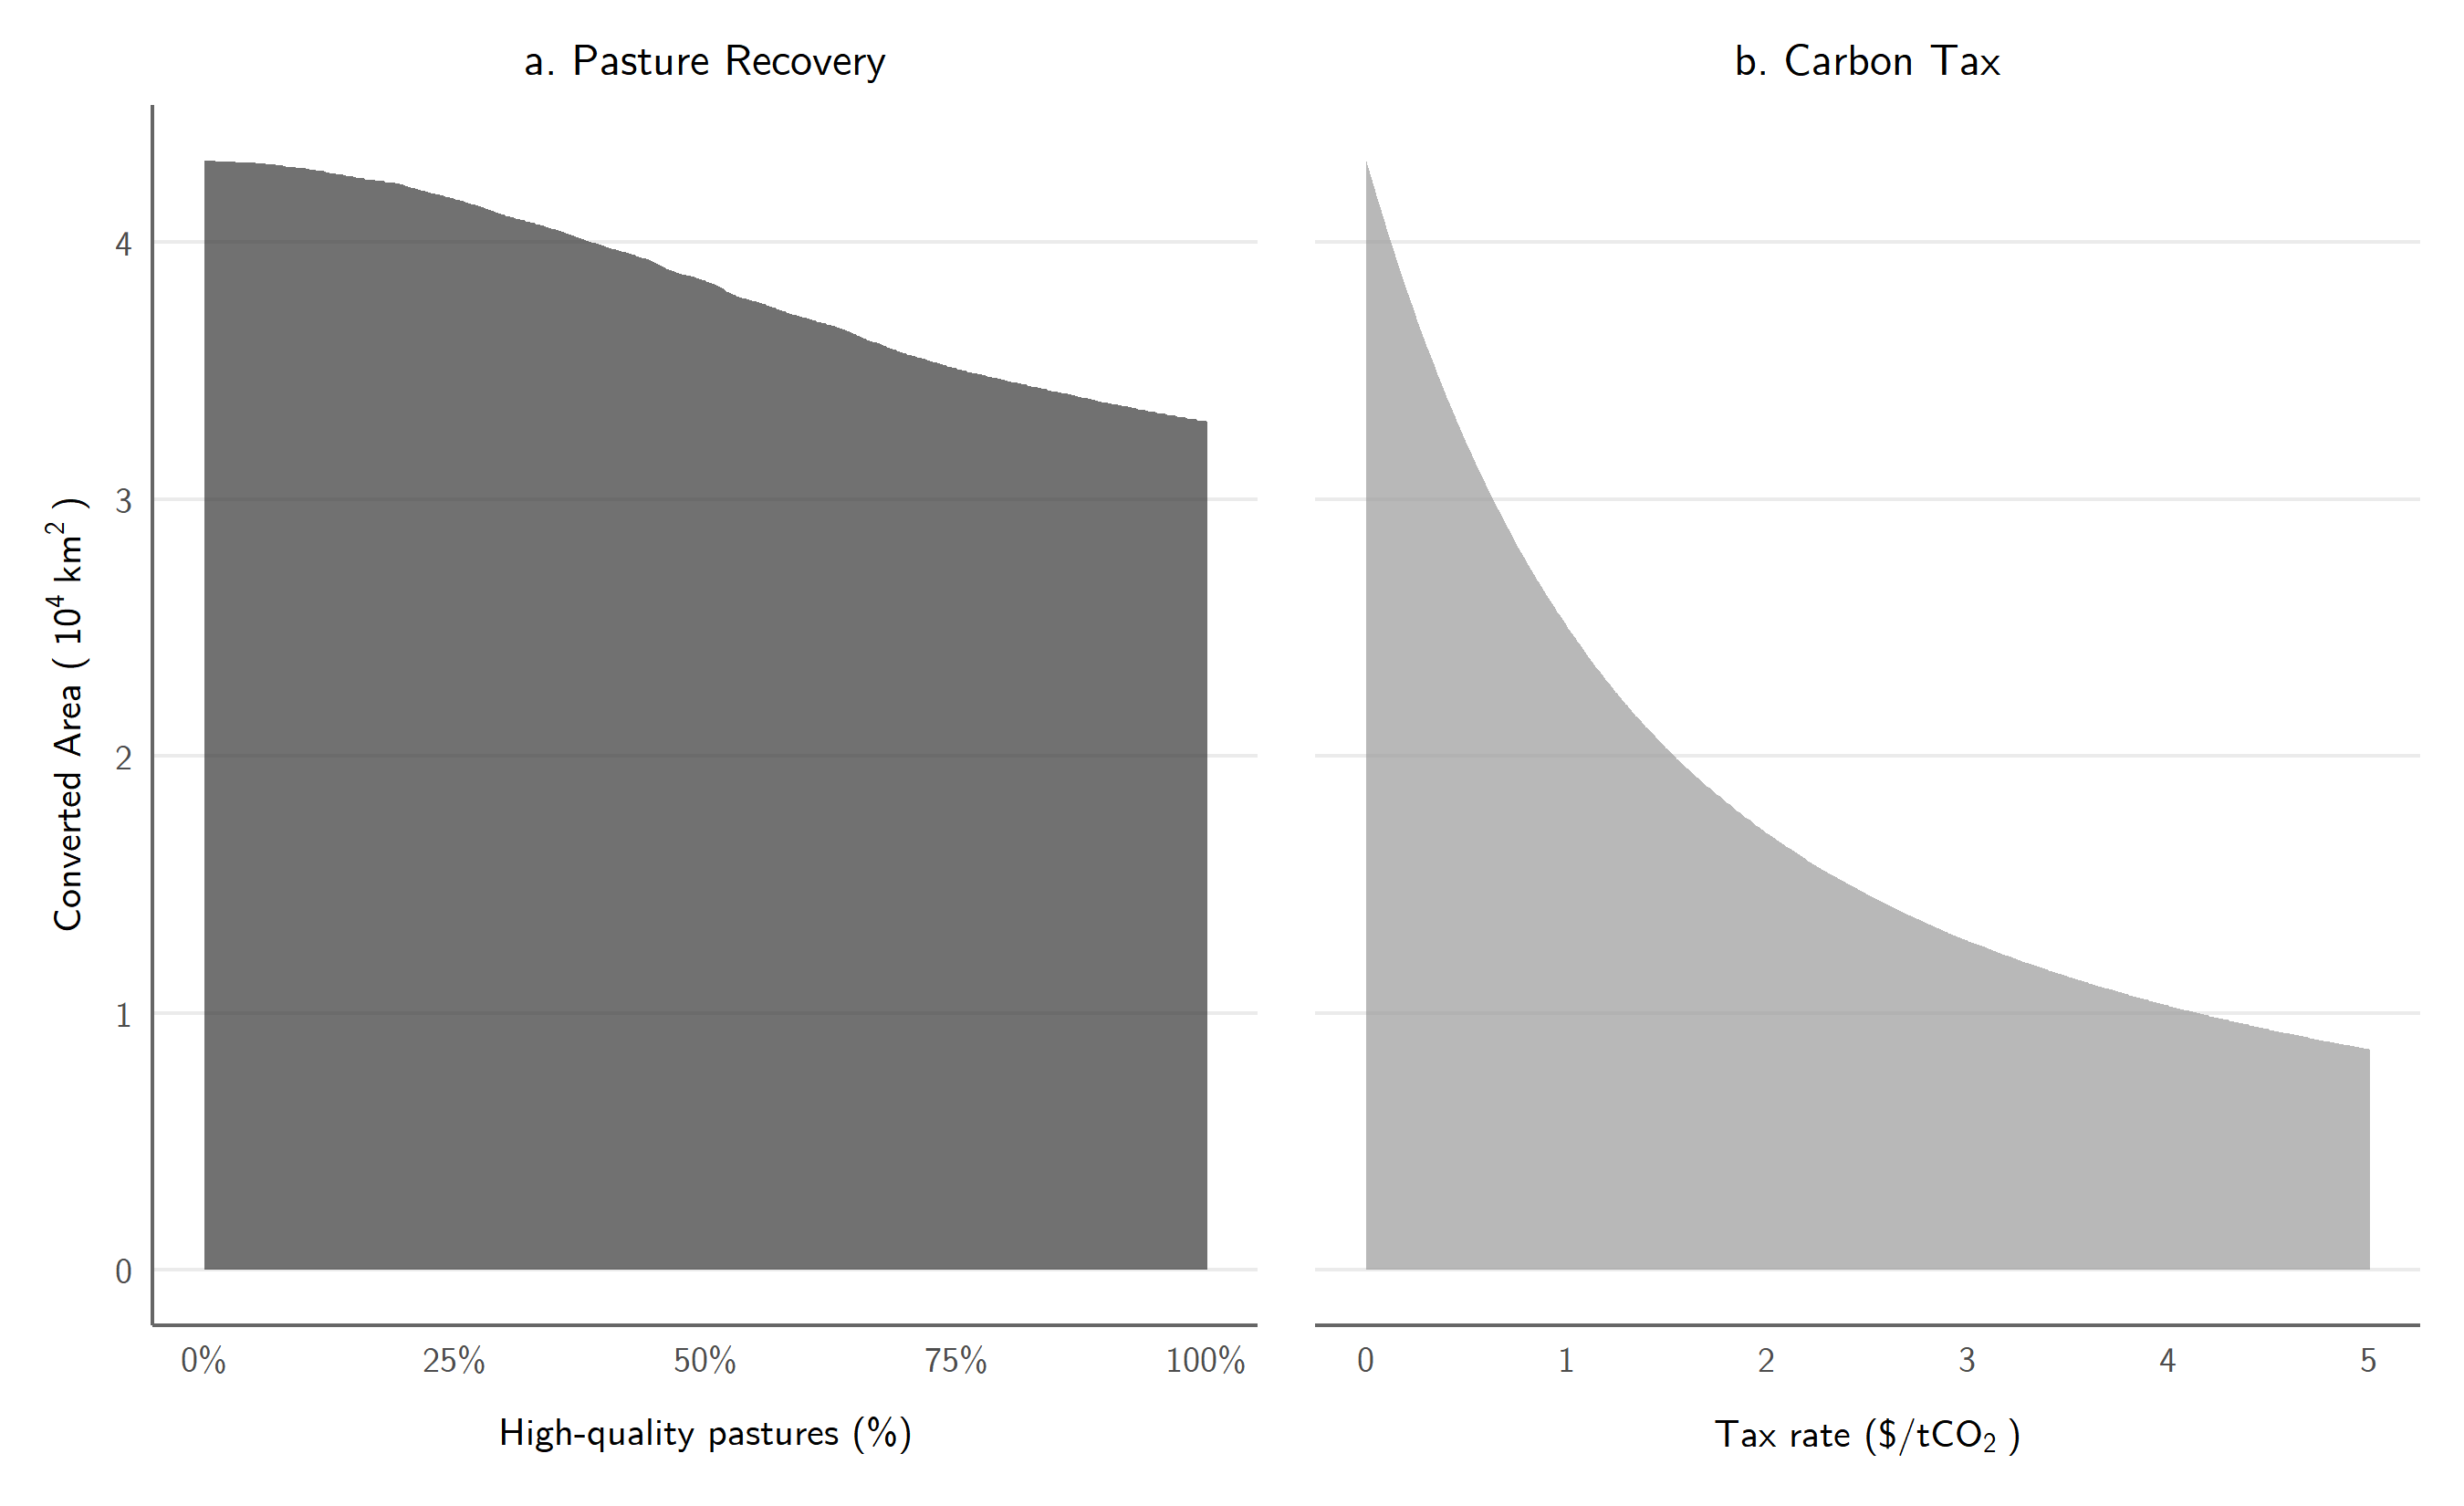 a. Pasture Recovery
b. Carbon Tax
Converted Area ( 10⁴ km² )
4
3
2
1
0
0% 25% 50% 75% 100%
0 1 2 3 4 5
High-quality pastures (%)
Tax rate ($/tCO₂ )